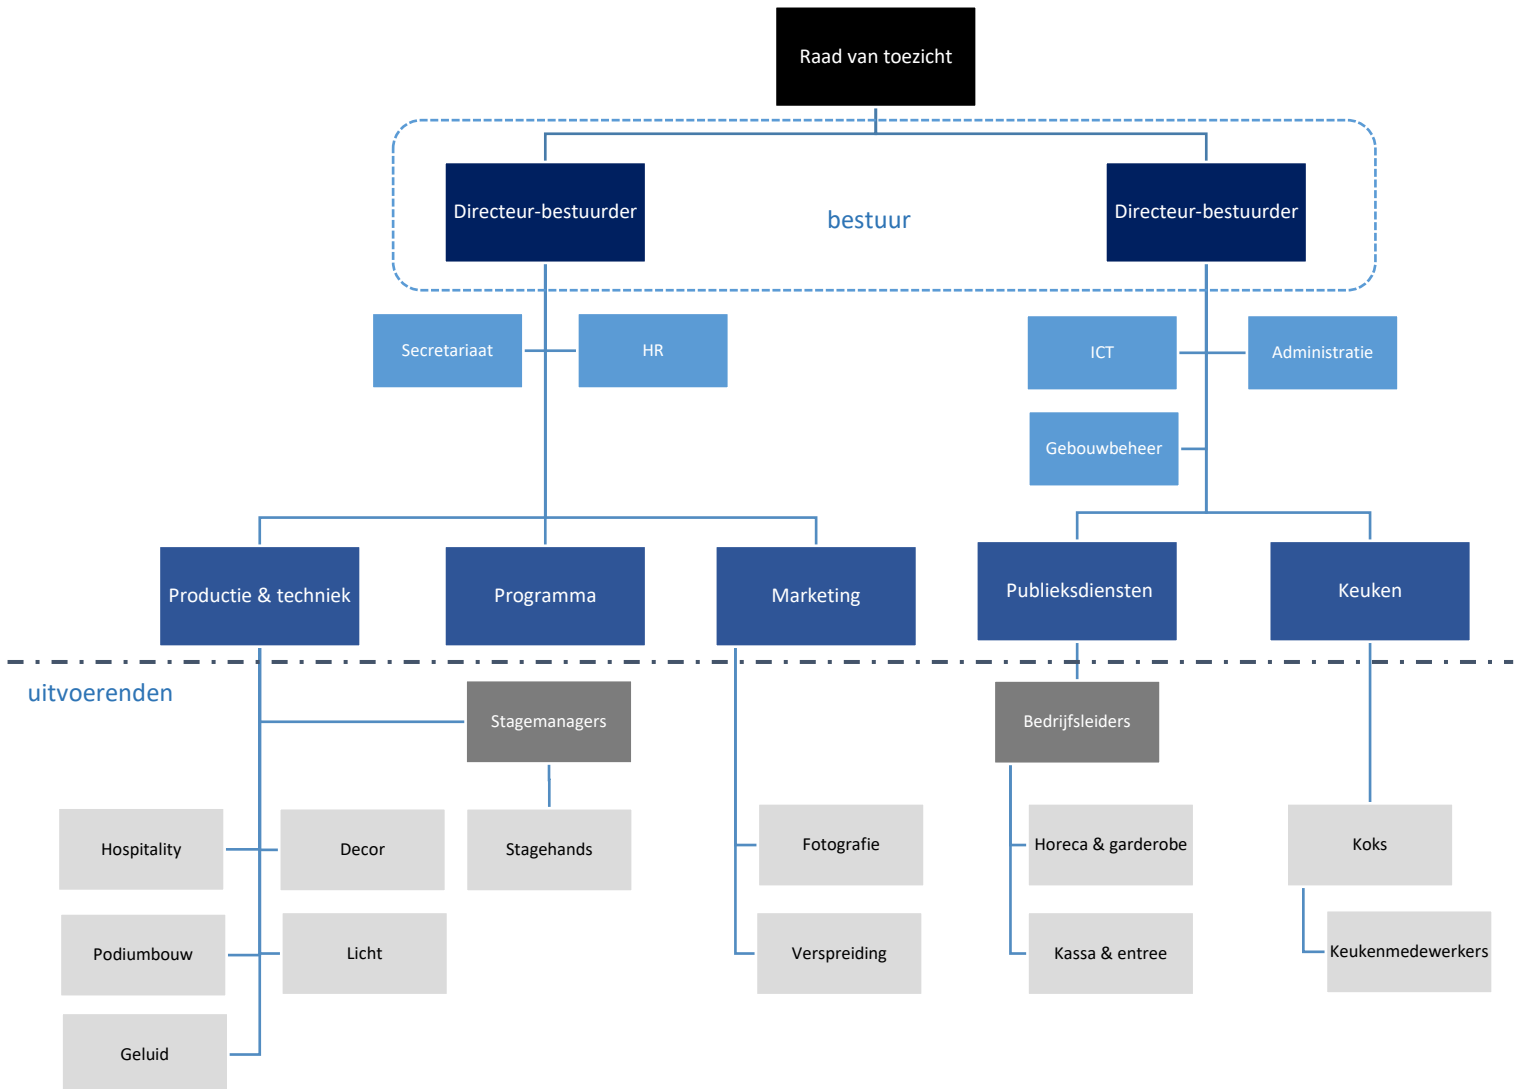 Raad van toezicht
Directeur-bestuurder
bestuur
Directeur-bestuurder
Secretariaat
HR
ICT
Administratie
Gebouwbeheer
Productie & techniek
Programma
Marketing
Publieksdiensten
Keuken
uitvoerenden
Stagemanagers
Bedrijfsleiders
Hospitality
Decor
Stagehands
Fotografie
Horeca & garderobe
Koks
Podiumbouw
Licht
Verspreiding
Kassa & entree
Keukenmedewerkers
Geluid